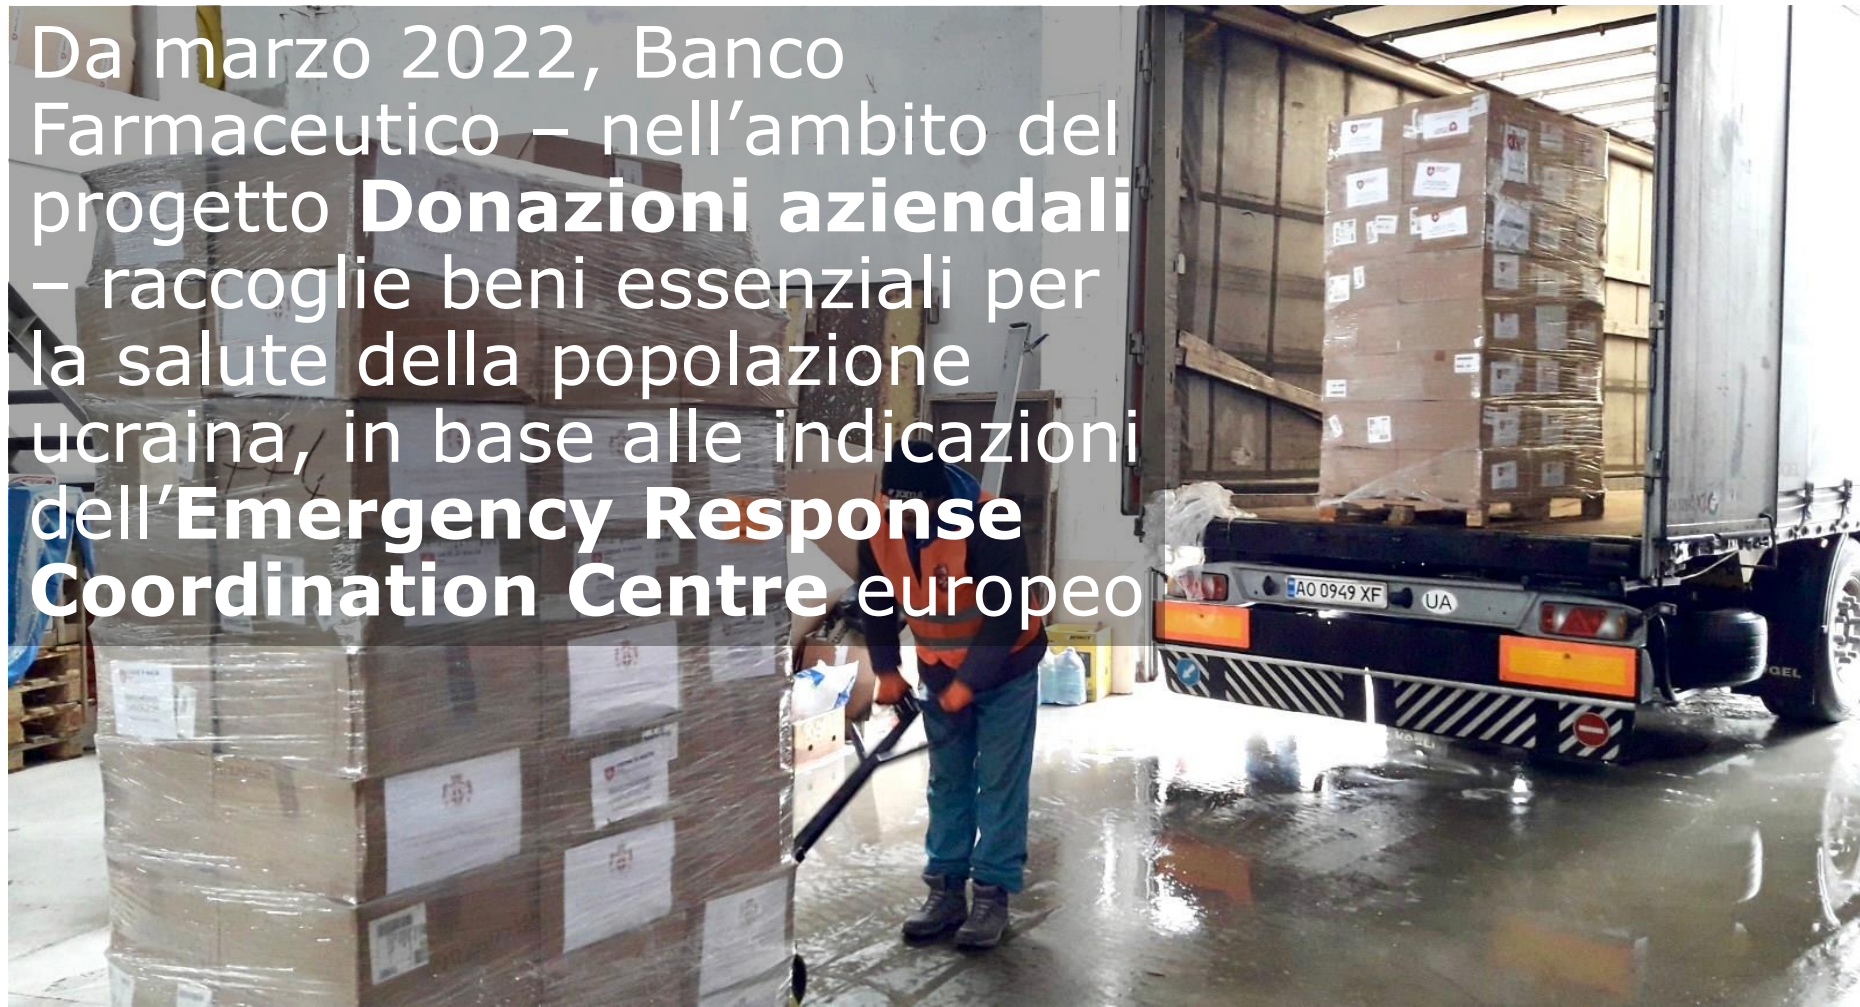 Da marzo 2022, Banco
Farmaceutico – nell’ambito del
progetto Donazioni aziendali
– raccoglie beni essenziali per
la salute della popolazione
ucraina, in base alle indicazioni
dell’Emergency Response
Coordination Centre europeo
AO 0949 XF
UA